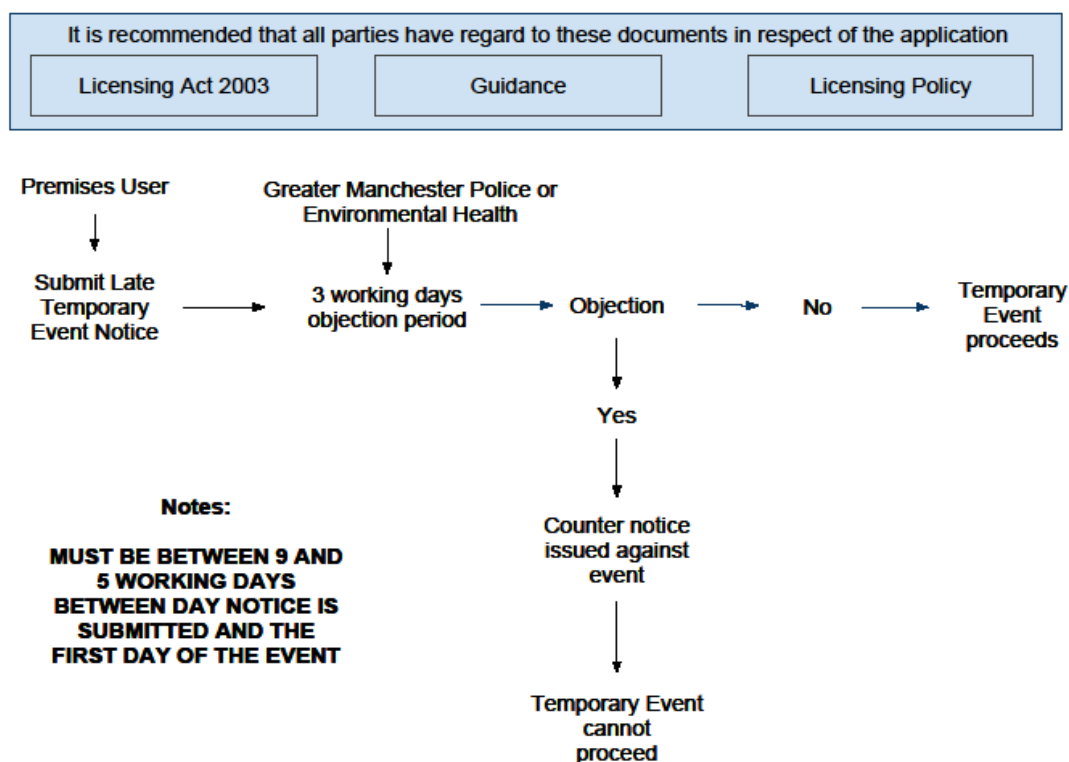 It is recommended that all parties have regard to these documents in respect of the application
Licensing Act 2003
Guidance
Licensing Policy
Premises User
Greater Manchester Police or
Environmental Health
Submit Late
Temporary
Event Notice
3 working days
objection period
Objection
No
Temporary
Event
proceeds
Yes
Counter notice
issued against
event
Temporary Event
cannot
proceed
Notes:
MUST BE BETWEEN 9 AND
5 WORKING DAYS
BETWEEN DAY NOTICE IS
SUBMITTED AND THE
FIRST DAY OF THE EVENT